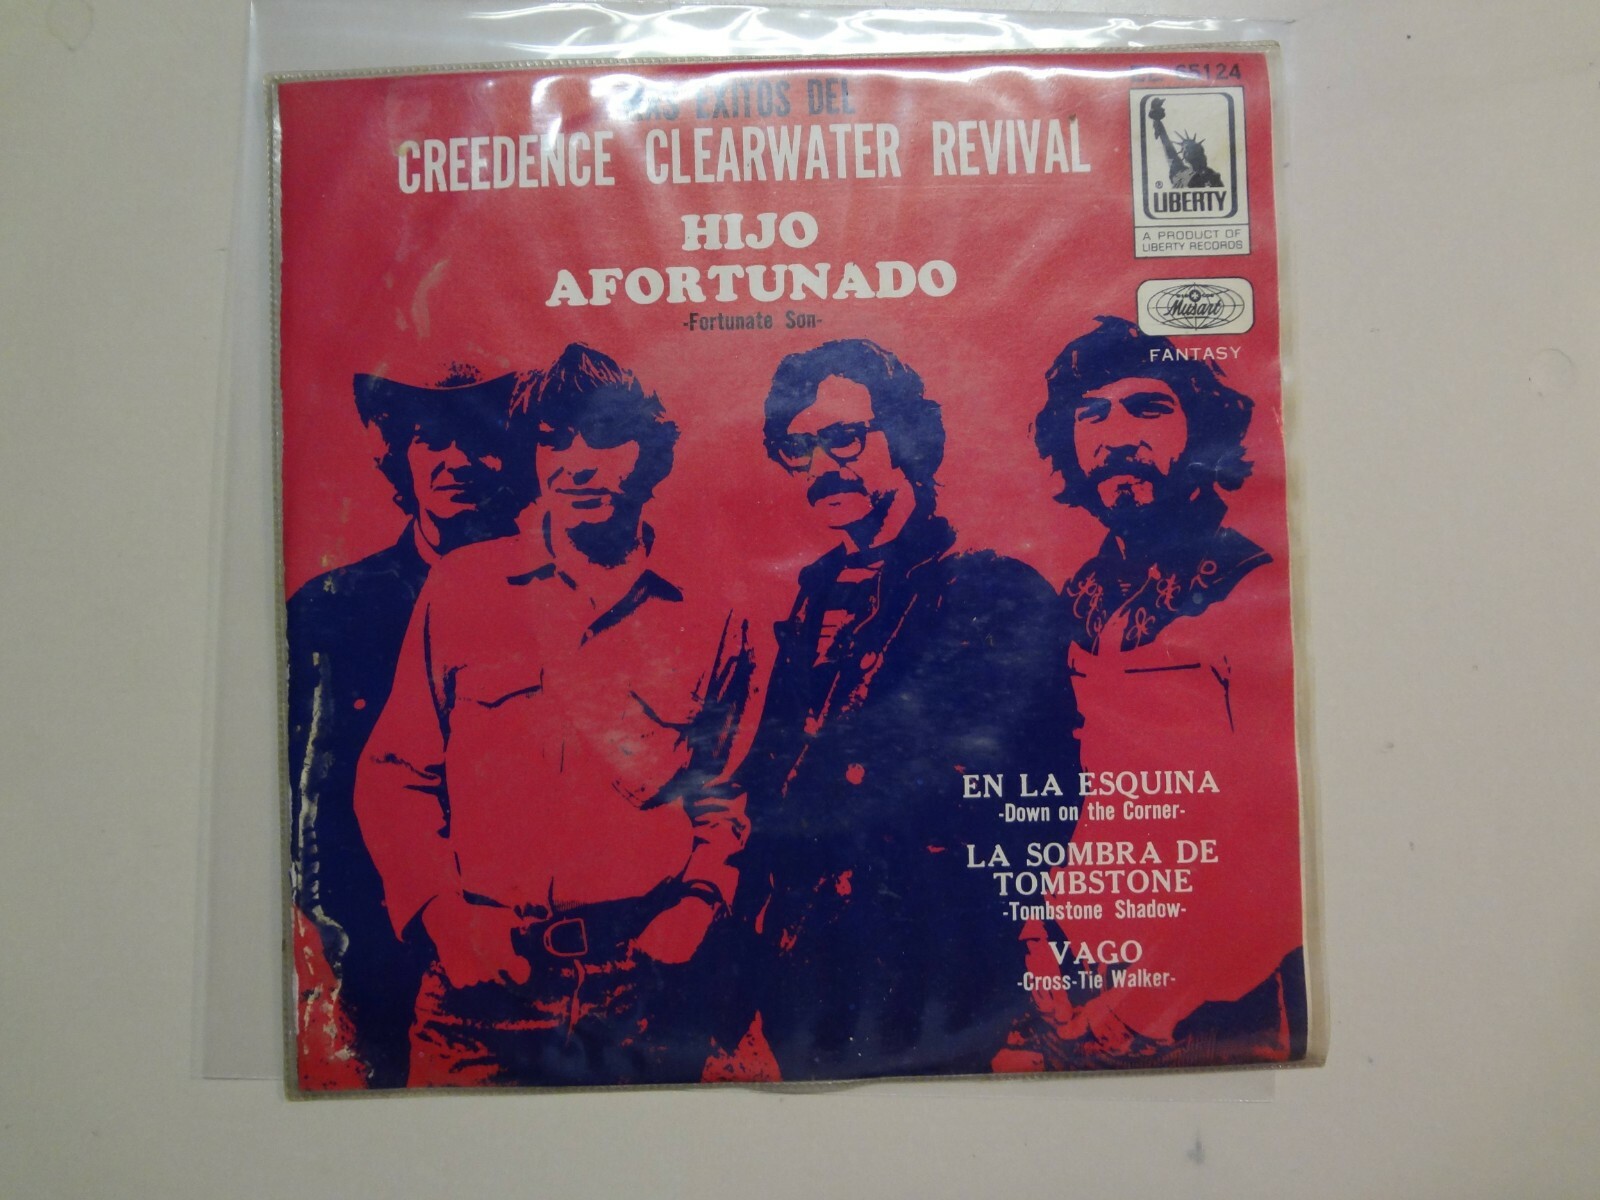 65124
EXITOS DEL
CREEDENCE CLEARWATER REVIVAL
HIJO
AFORTUNADO
-Fortunate Son-
® LIBERTY
A PRODUCT OF
LIBERTY RECORDS
Musart
FANTASY
EN LA ESQUINA
-Down on the Corner-
LA SOMBRA DE
TOMBSTONE
-Tombstone Shadow-
VAGO
-Cross-Tie Walker-